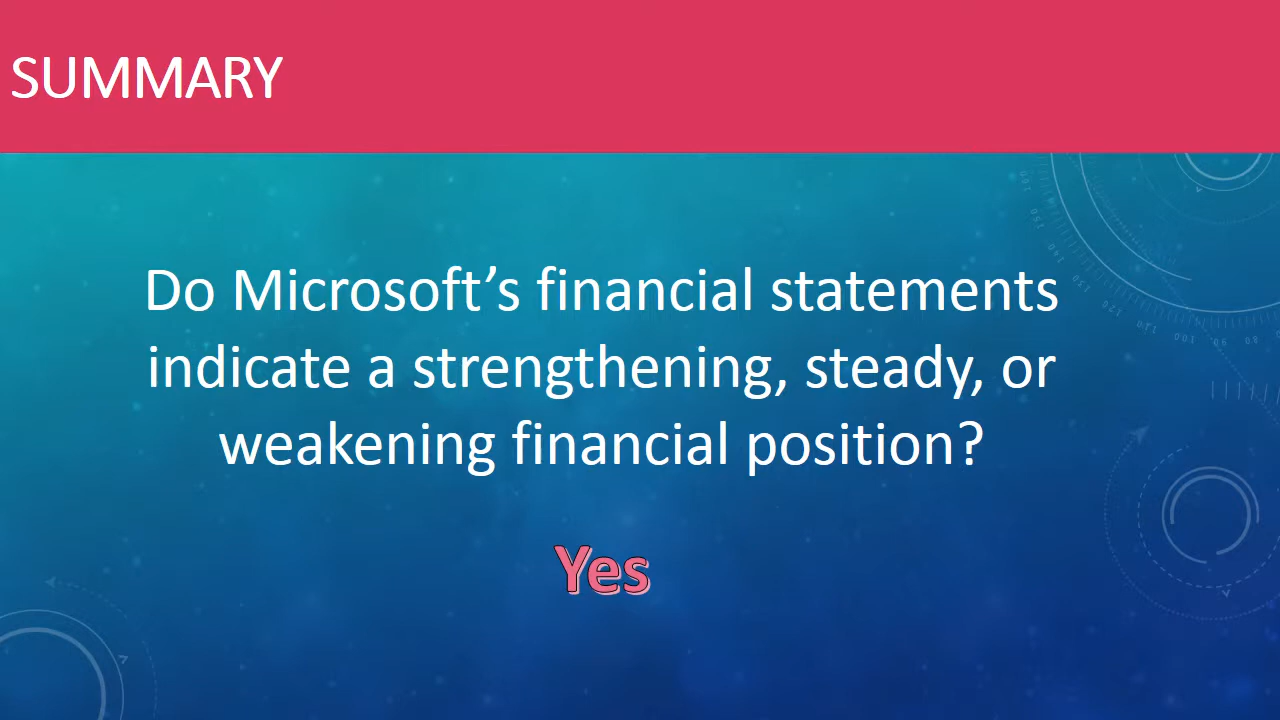 SUMMARY
Do Microsoft’s financial statements
indicate a strengthening, steady, or
weakening financial position?
Yes